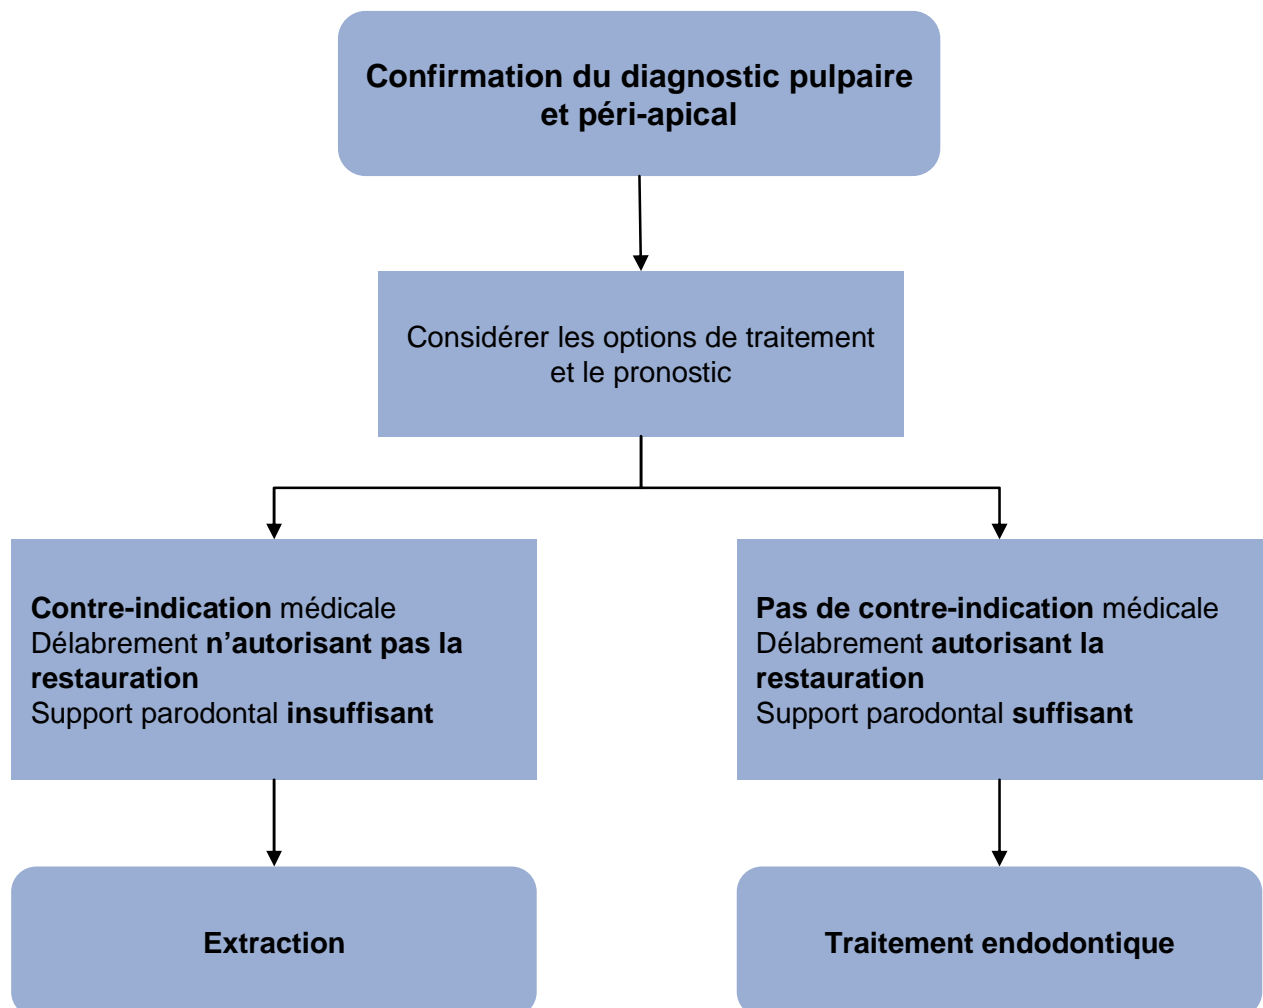 Confirmation du diagnostic pulpaire
et péri-apical
Considérer les options de traitement
et le pronostic
Contre-indication médicale
Délabrement n’autorisant pas la
restauration
Support parodontal insuffisant
Pas de contre-indication médicale
Délabrement autorisant la
restauration
Support parodontal suffisant
Extraction
Traitement endodontique